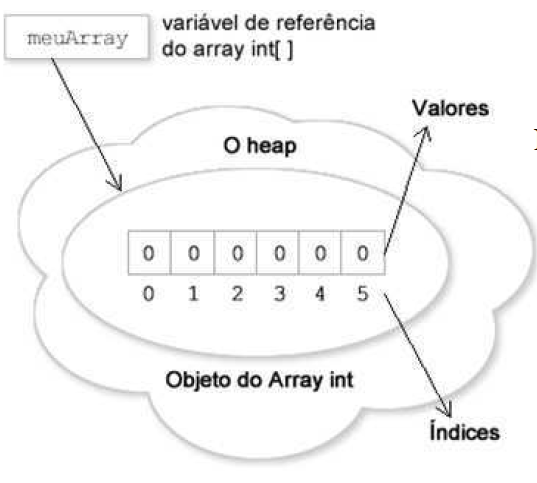 meuArray
variável de referência
do array int[ ]
Valores
O heap
0 0 0 0 0 0
0 1 2 3 4 5
Objeto do Array int
Índices